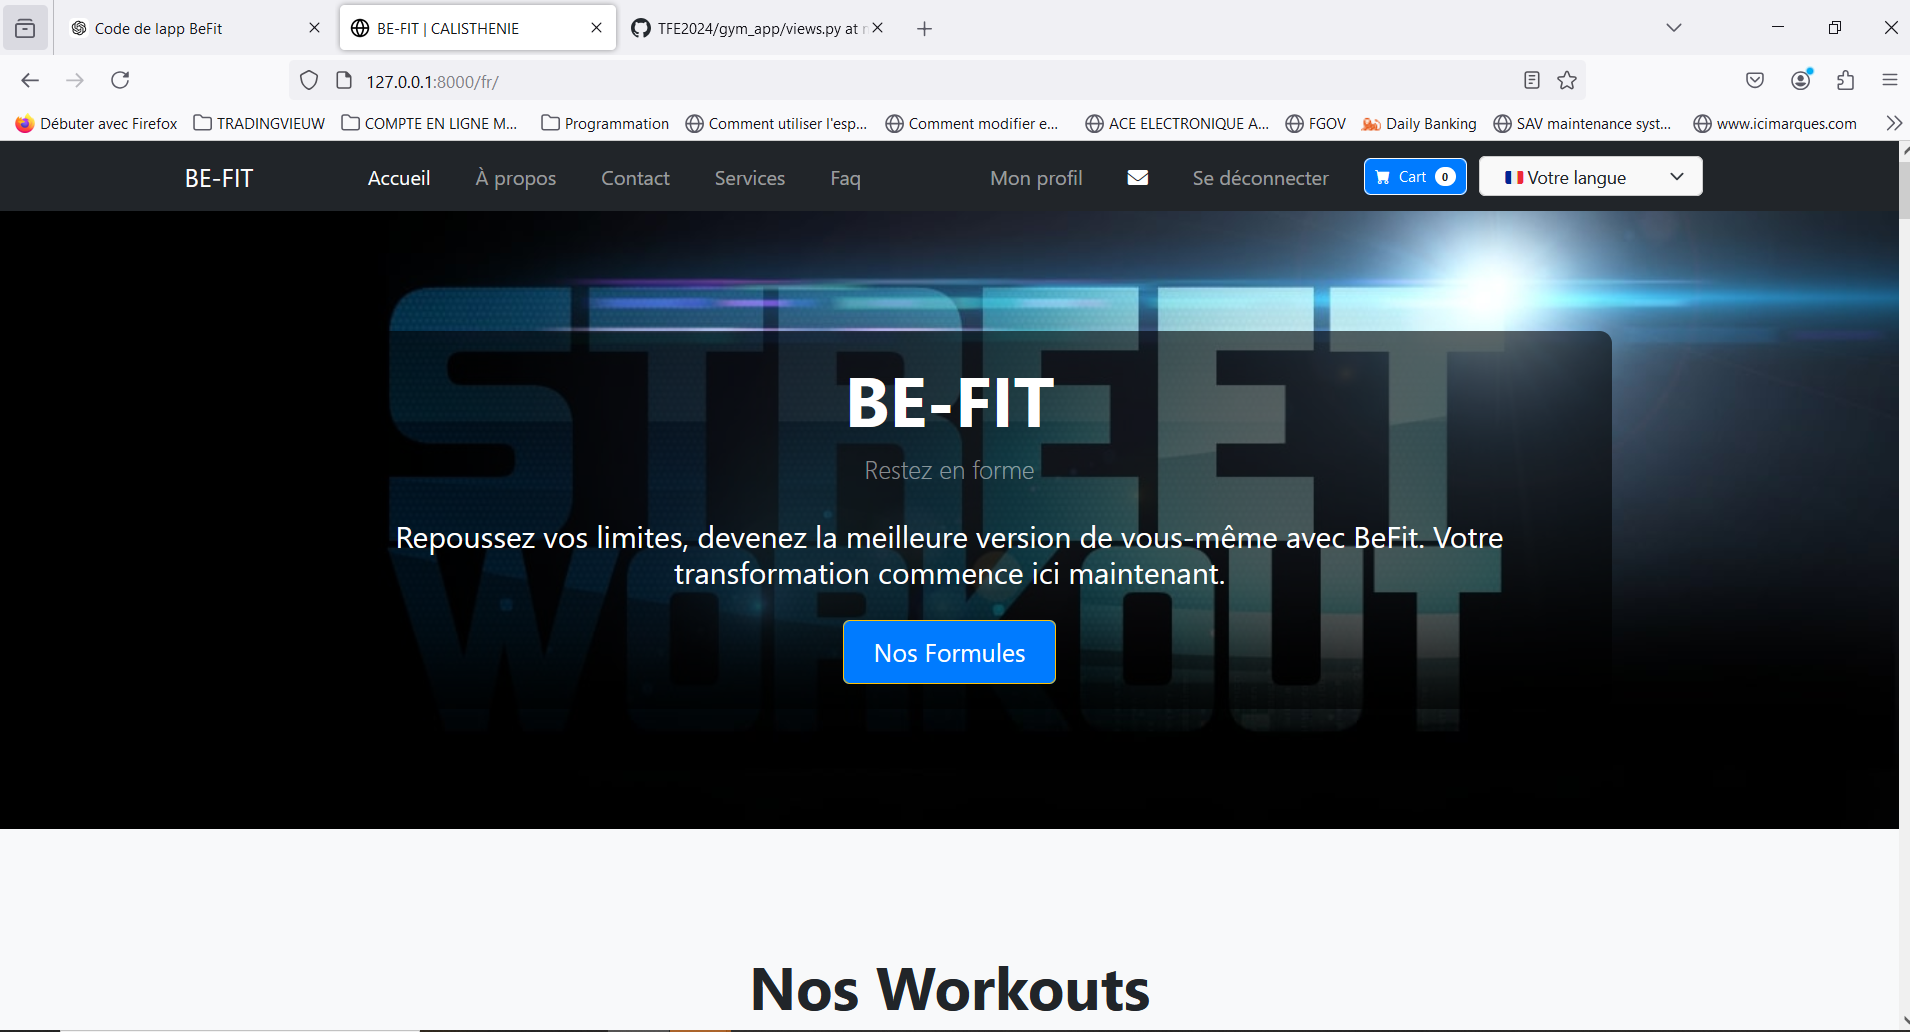 Code de lapp BeFit
BE-FIT | CALISTHENIE
TFE2024/gym_app/views.py at
127.0.0.1:8000/fr/
Débuter avec Firefox TRADINGVIEUW COMPTE EN LIGNE M... Programmation Comment utiliser l'esp... Comment modifier e... ACE ELECTRONIQUE A... FGOV Daily Banking SAV maintenance syst... www.icimarques.com
BE-FIT Accueil À propos Contact Services Faq Mon profil Se déconnecter Cart 0 Votre langue
STREET
WORKOUT
BE-FIT
Restez en forme
Repoussez vos limites, devenez la meilleure version de vous-même avec BeFit. Votre
transformation commence ici maintenant.
Nos Formules
Nos Workouts